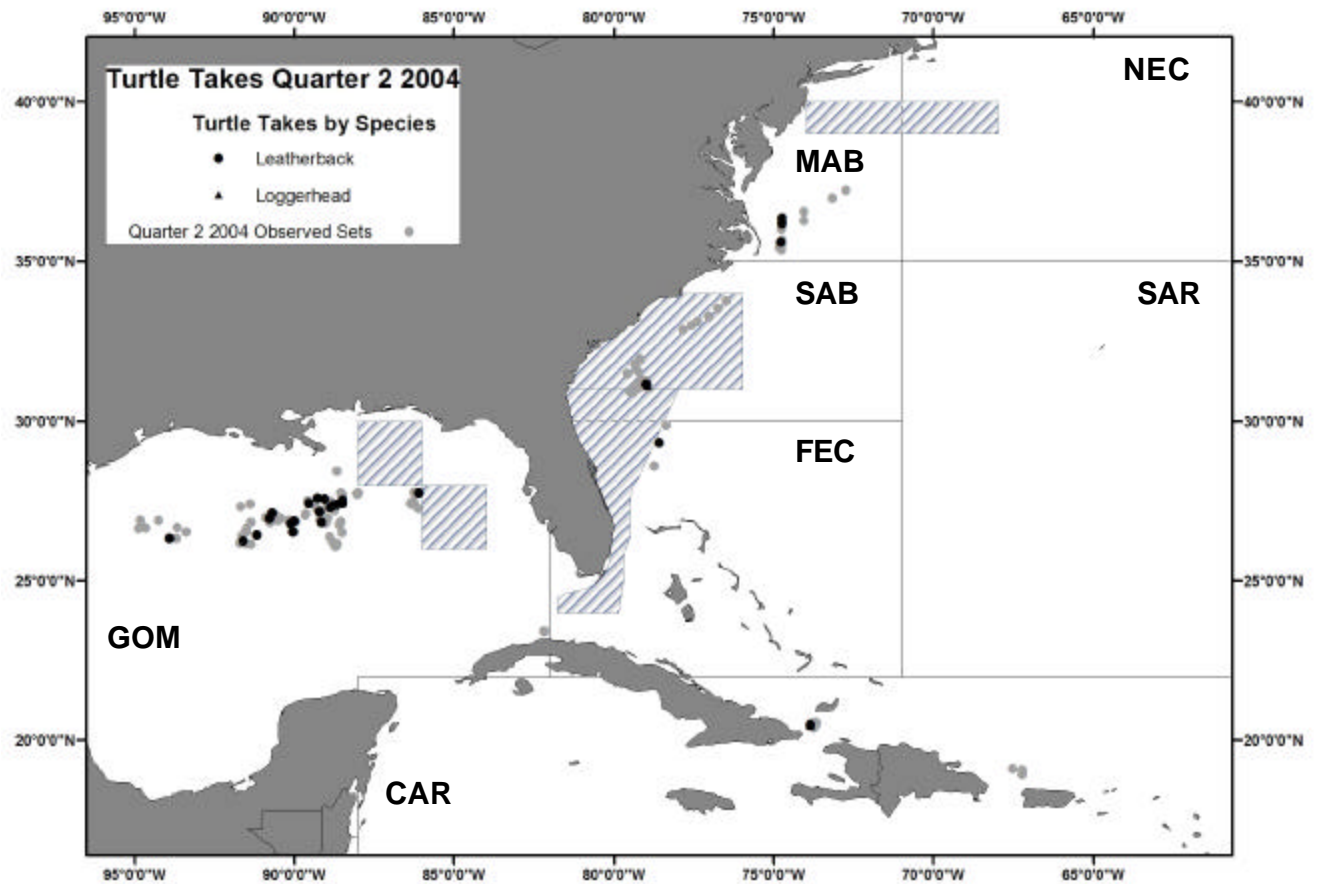 95°0'0"W 90°0'0"W 85°0'0"W 80°0'0"W 75°0'0"W 70°0'0"W 65°0'0"W
Turtle Takes Quarter 2 2004
Turtle Takes by Species
Leatherback
Loggerhead
Quarter 2 2004 Observed Sets
NEC
40°0'0"N 40°0'0"N
MAB
35°0'0"N 35°0'0"N
SAB SAR
30°0'0"N 30°0'0"N
FEC
25°0'0"N 25°0'0"N
GOM
20°0'0"N 20°0'0"N
CAR
95°0'0"W 90°0'0"W 85°0'0"W 80°0'0"W 75°0'0"W 70°0'0"W 65°0'0"W